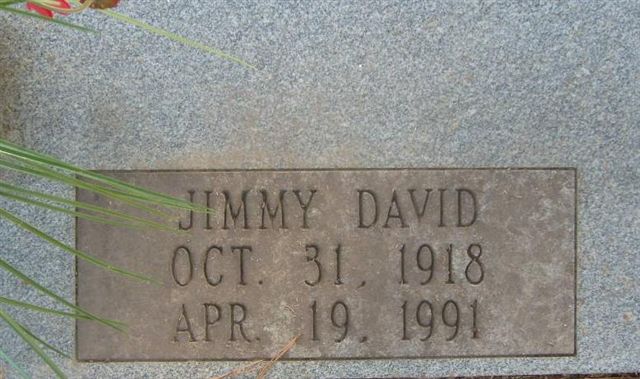 JIMMY DAVID
OCT. 31, 1918
APR. 19, 1991